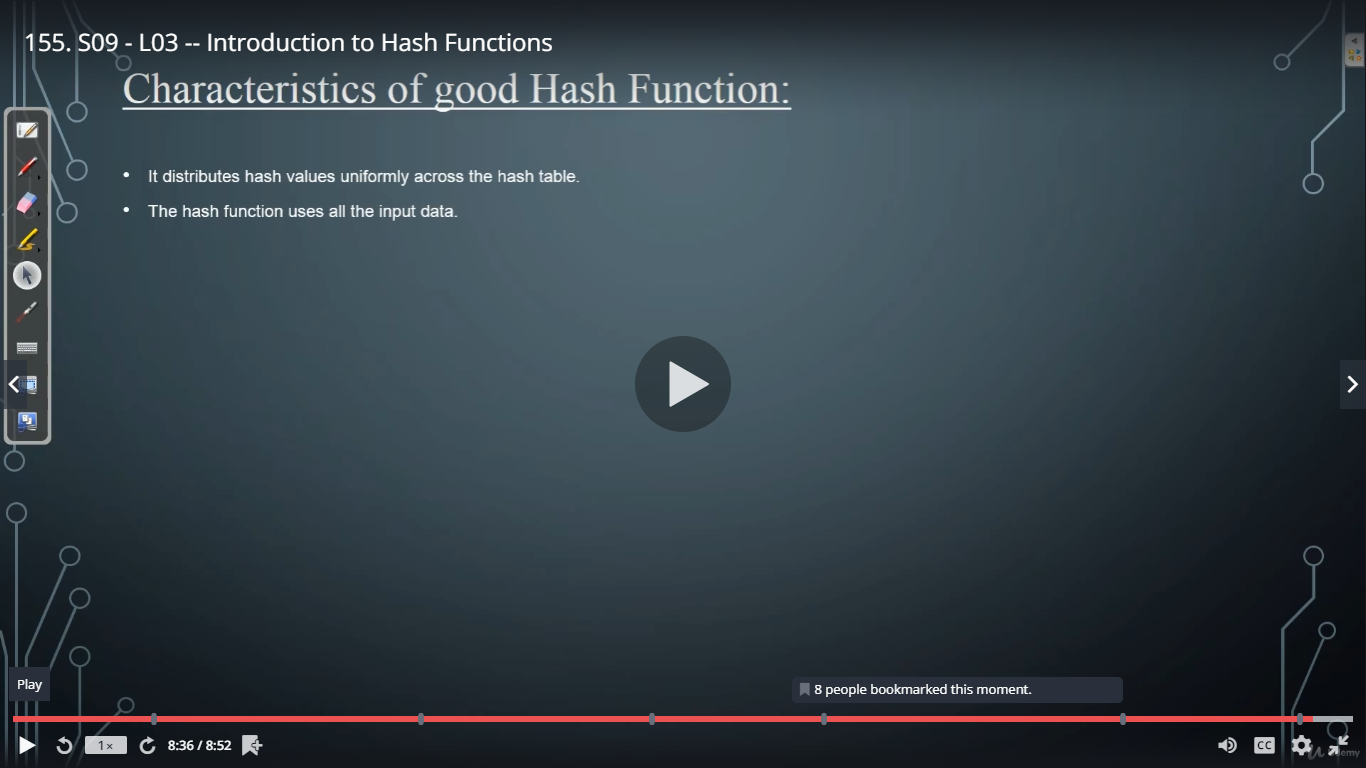 155. S09 - L03 -- Introduction to Hash Functions
Characteristics of good Hash Function:
• It distributes hash values uniformly across the hash table.
• The hash function uses all the input data.
8 people bookmarked this moment.
Play
1×
8:36 / 8:52
CC